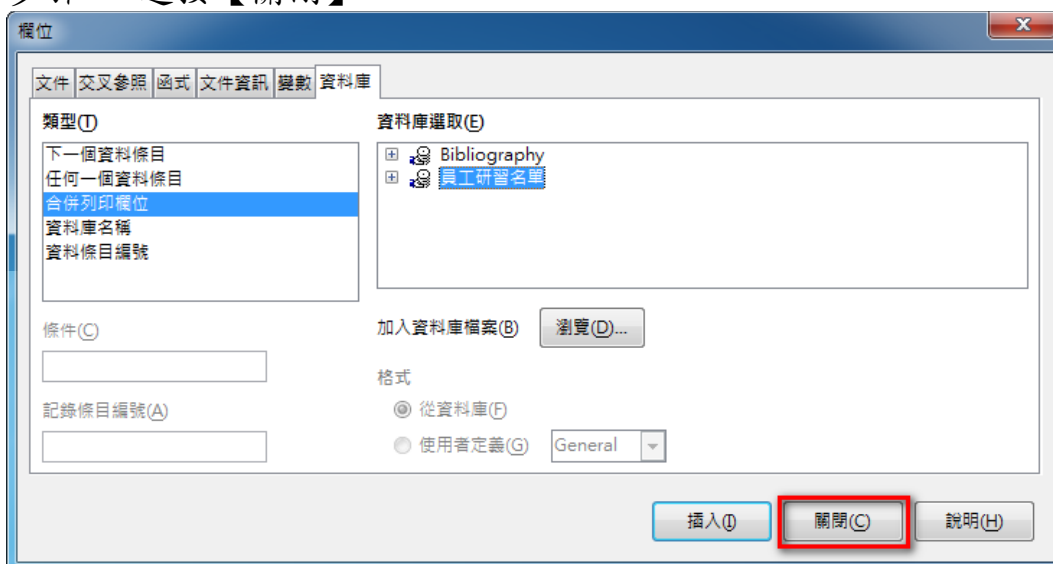 【關閉】
欄位
文件 交叉參照 函式 文件資訊 變數 資料庫
類型(T)
資料庫選取(E)
下一個資料條目
任何一個資料條目
合併列印欄位
資料庫名稱
資料條目編號
Bibliography
員工研習名單
條件(C)
加入資料庫檔案(B) 瀏覽(D)...
格式
記錄條目編號(A)
從資料庫(F)
使用者定義(G) General
插入(I) 關閉(C) 說明(H)